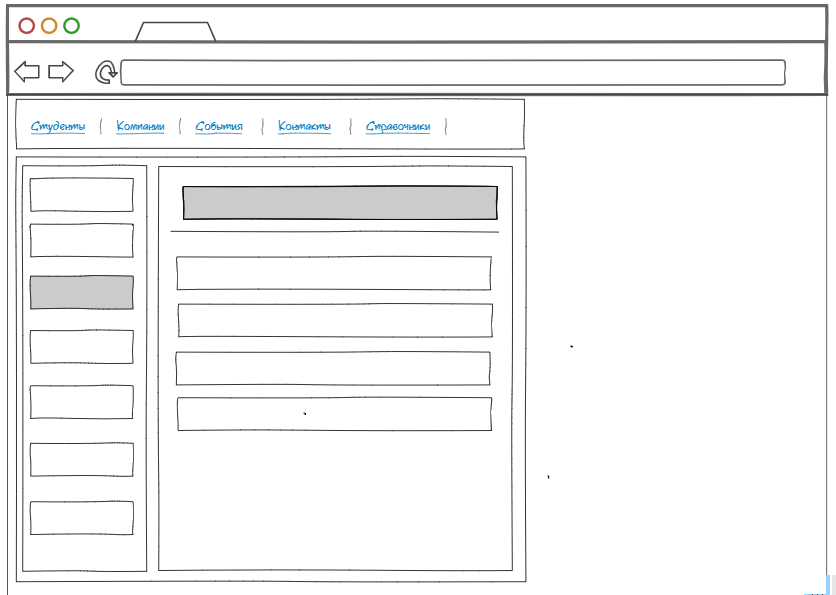 Студенты | Компании | События | Контакты | Справочники |